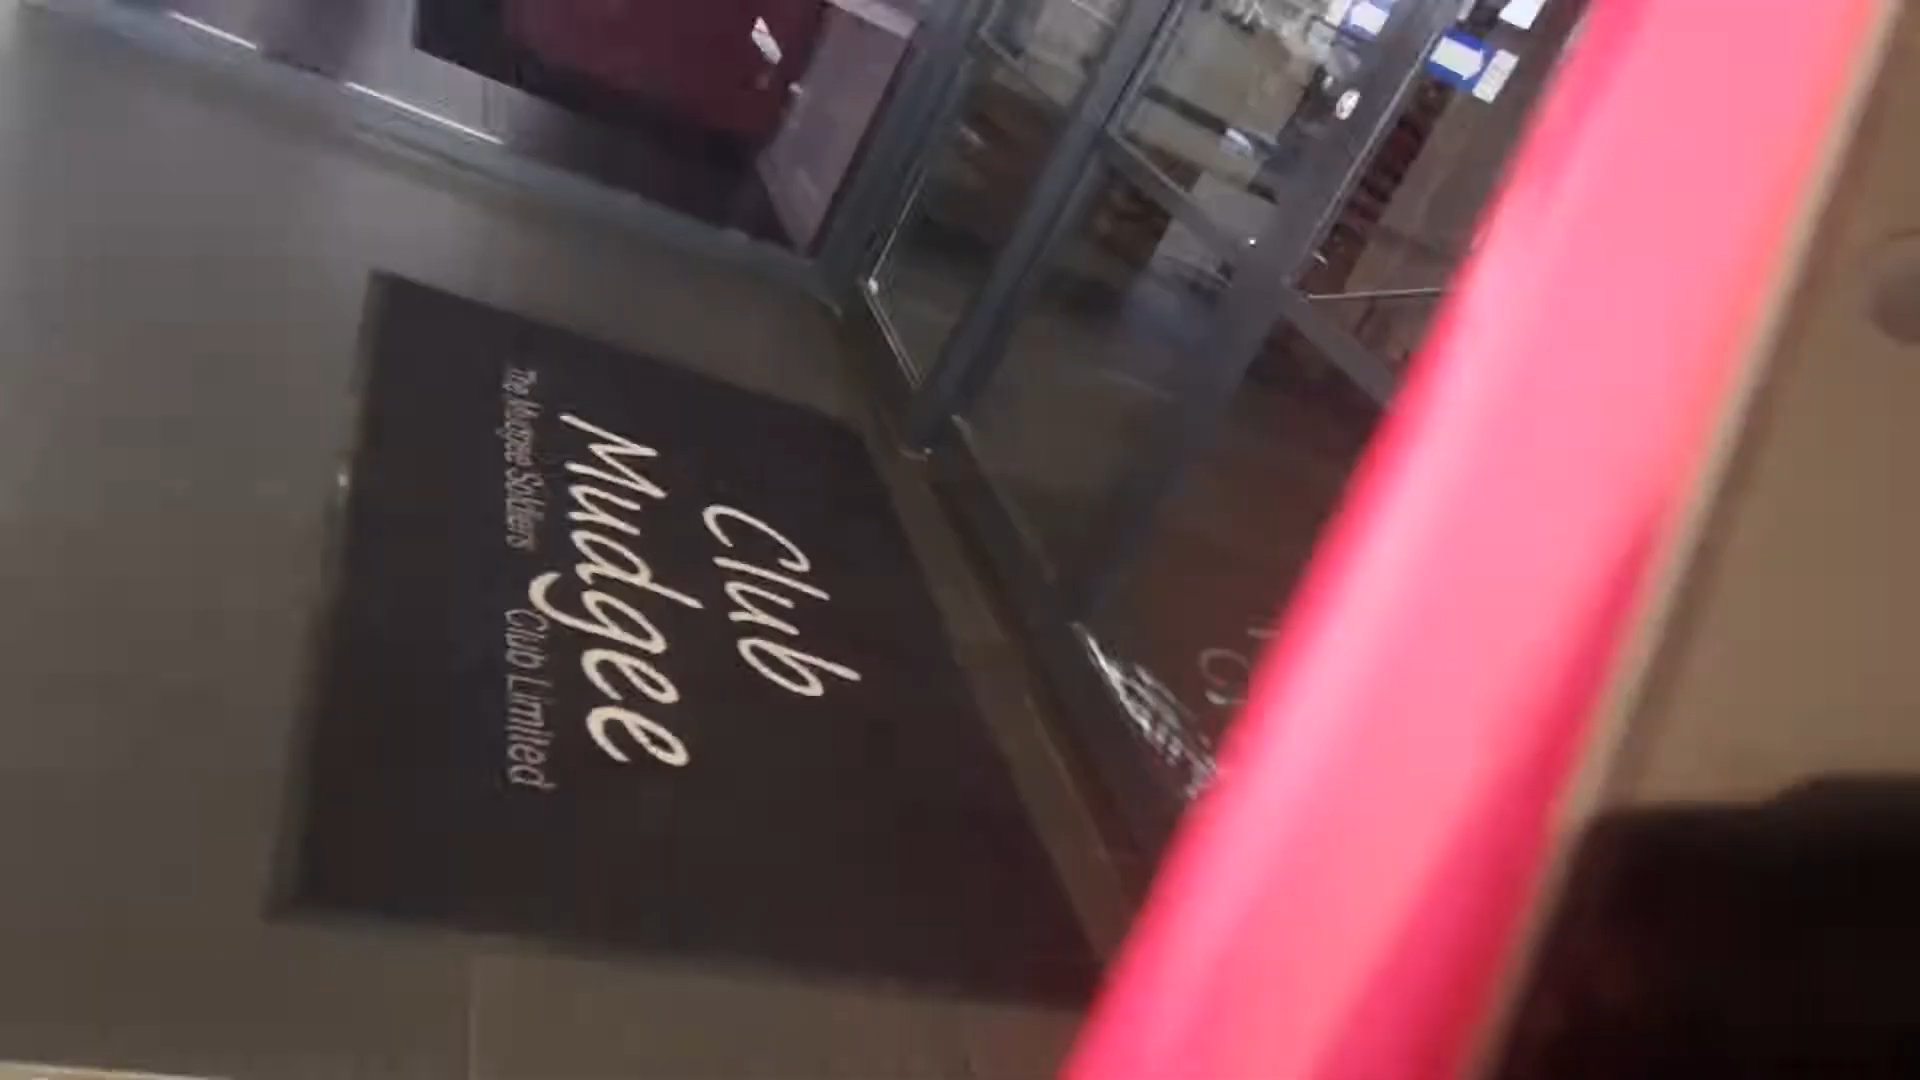 Club
Mudgee
The Mudgee Soldiers Club Limited